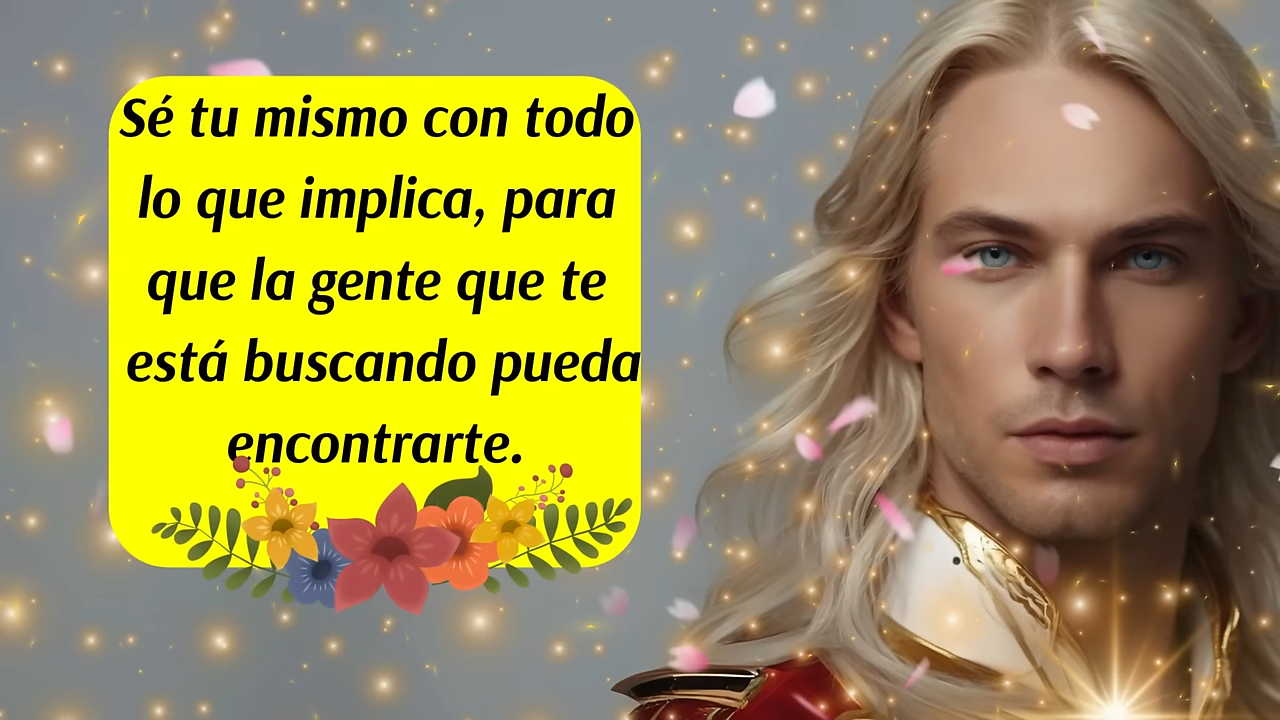 Sé tu mismo con todo
lo que implica, para
que la gente que te
está buscando pueda
encontrarte.